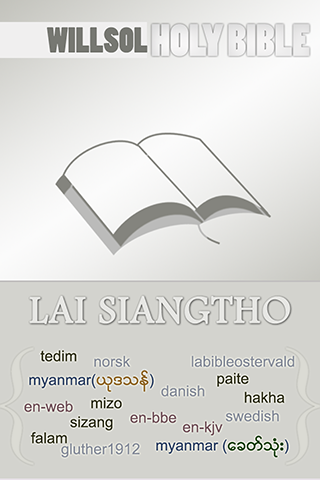 WILLSOL HOLY BIBLE
LAI SIANGTHO
tedim norsk labibleostervald
myanmar(ယုဒသန်) paite
danish hakha
en-web mizo
sizang en-bbe en-kjv swedish
falam gluther1912 myanmar (ခေတ်သုံး)